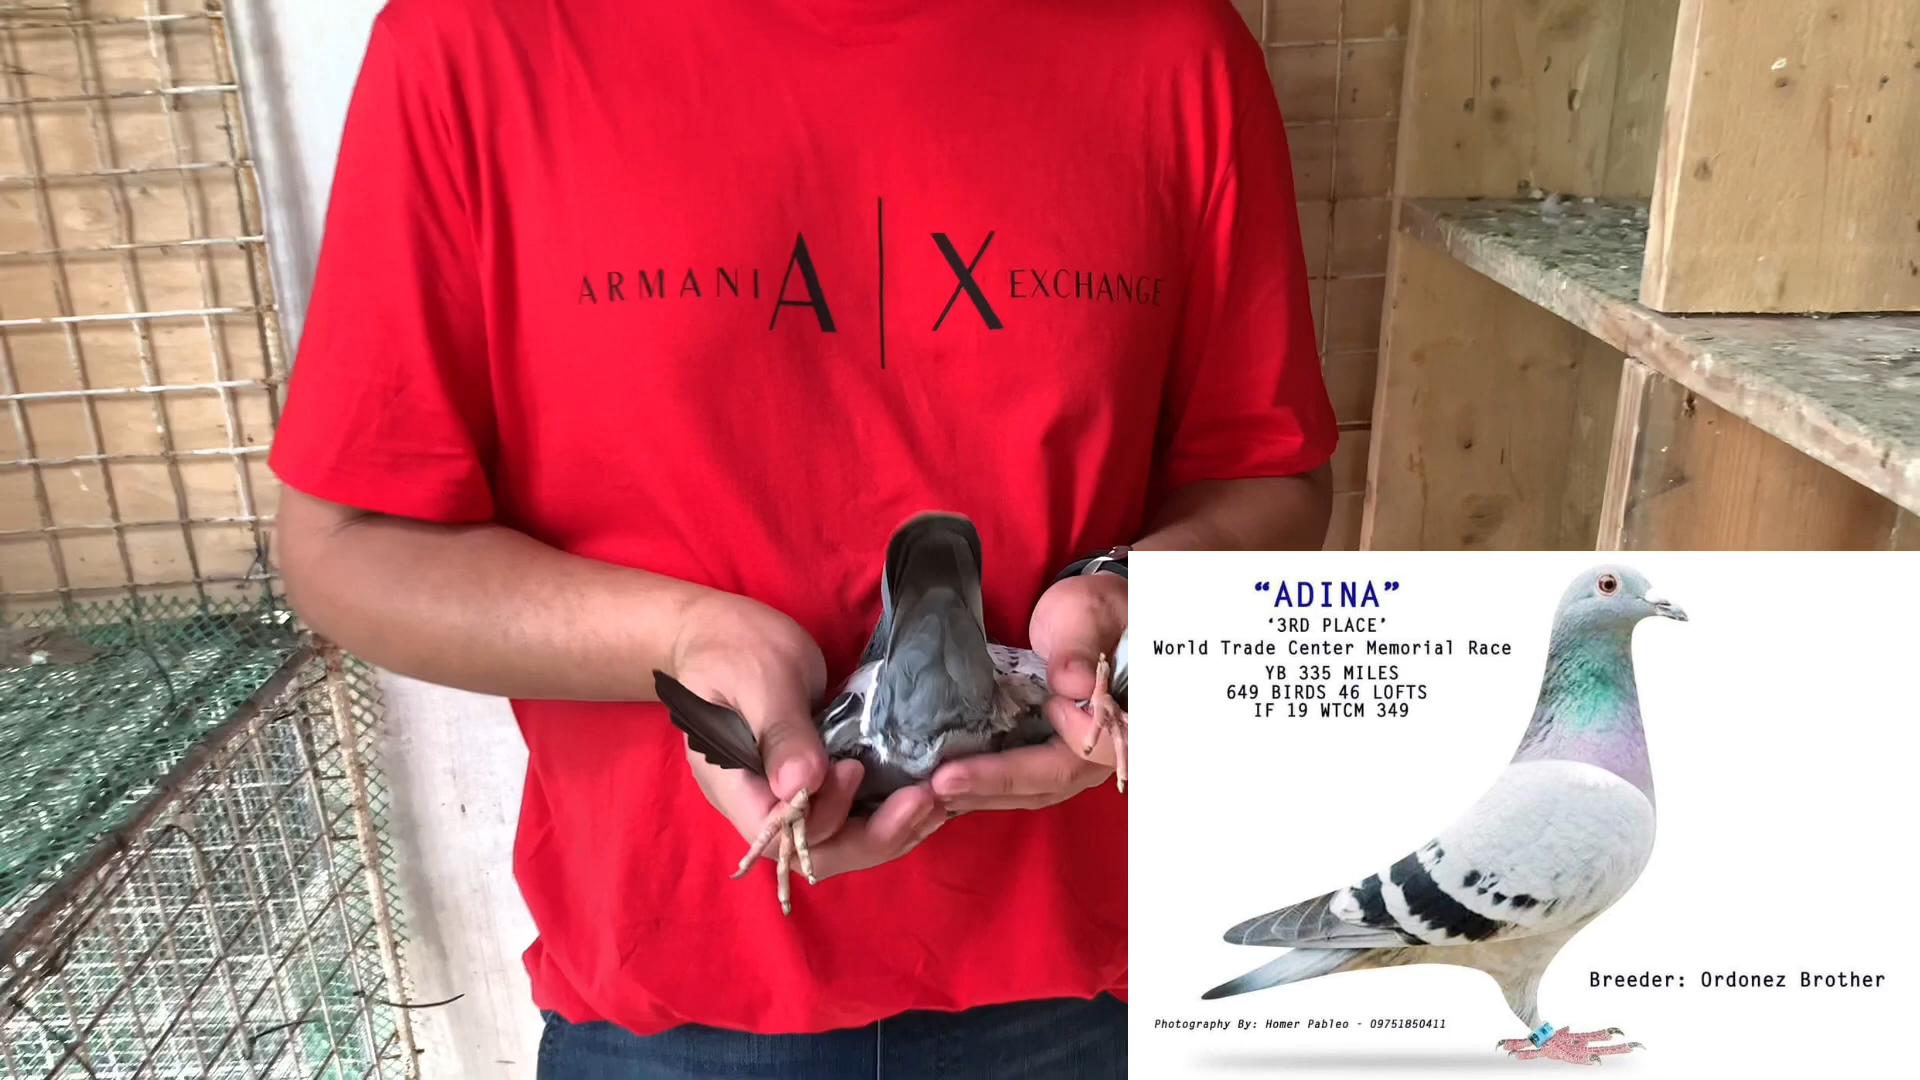 ARMANI A|X EXCHANGE
“ADINA”
‘3RD PLACE’
World Trade Center Memorial Race
YB 335 MILES
649 BIRDS 46 LOFTS
IF 19 WTCM 349
Breeder: Ordonez Brother
Photography By: Homer Pableo - 09751850411